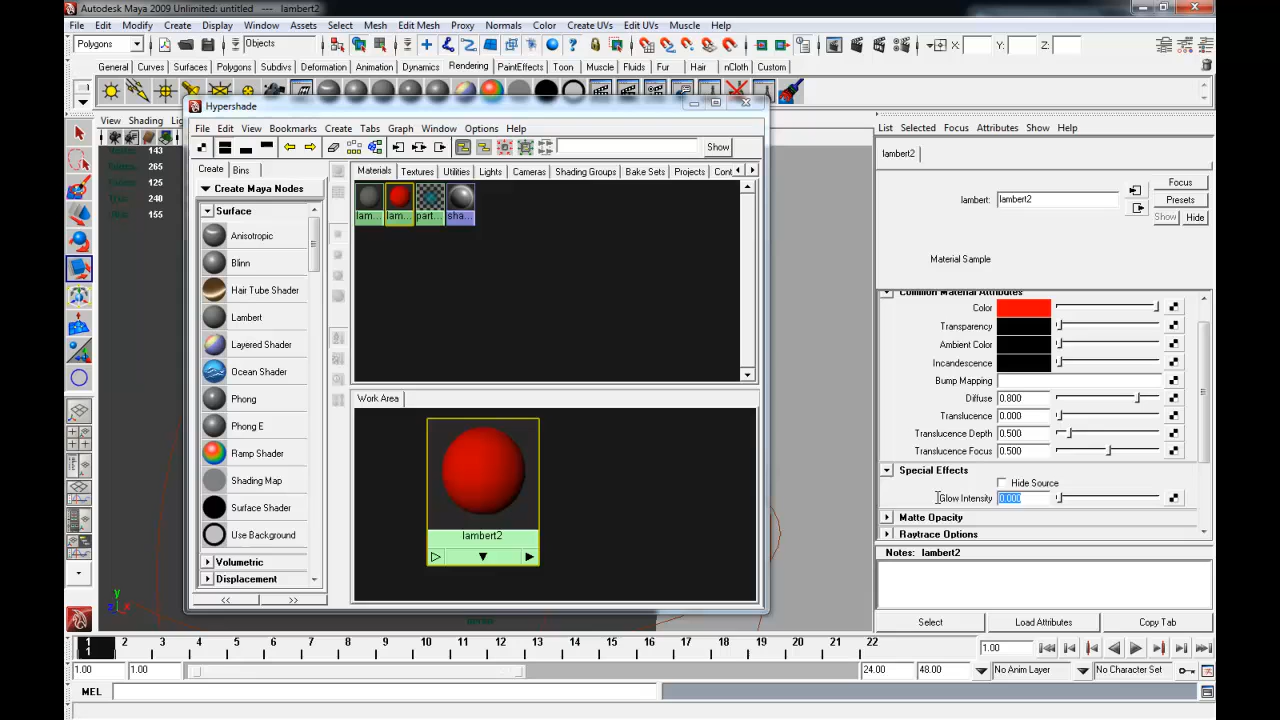 Autodesk Maya 2009 Unlimited: untitled --- lambert2
File Edit Modify Create Display Window Assets Select Mesh Edit Mesh Proxy Normals Color Create UVs Edit UVs Muscle Help
Polygons Objects X: Y: Z:
General Curves Surfaces Polygons Subdivs Deformation Animation Dynamics Rendering PaintEffects Toon Muscle Fluids Fur Hair nCloth Custom
View Shading
143
265
125
240
155
Hypershade
File Edit View Bookmarks Create Tabs Graph Window Options Help
Show
Create Bins
Create Maya Nodes
Surface
Anisotropic
Blinn
Hair Tube Shader
Lambert
Layered Shader
Ocean Shader
Phong
Phong E
Ramp Shader
Shading Map
Surface Shader
Use Background
Volumetric
Displacement
<< >>
Materials Textures Utilities Lights Cameras Shading Groups Bake Sets Projects Con
lam... lam... part... sha...
Work Area
lambert2
List Selected Focus Attributes Show Help
lambert2
lambert: lambert2
Focus
Presets
Show Hide
Material Sample
Common Material Attributes
Color
Transparency
Ambient Color
Incandescence
Bump Mapping
Diffuse 0.800
Translucence 0.000
Translucence Depth 0.500
Translucence Focus 0.500
Special Effects
Hide Source
Glow Intensity 0.000
Matte Opacity
Raytrace Options
Notes: lambert2
Select Load Attributes Copy Tab
y
z x
1 2 3 4 5 6 7 8 9 10 11 12 13 14 15 16 17 18 19 20 21 22
1
1.00
1.00 1.00 24.00 48.00 No Anim Layer No Character Set
MEL